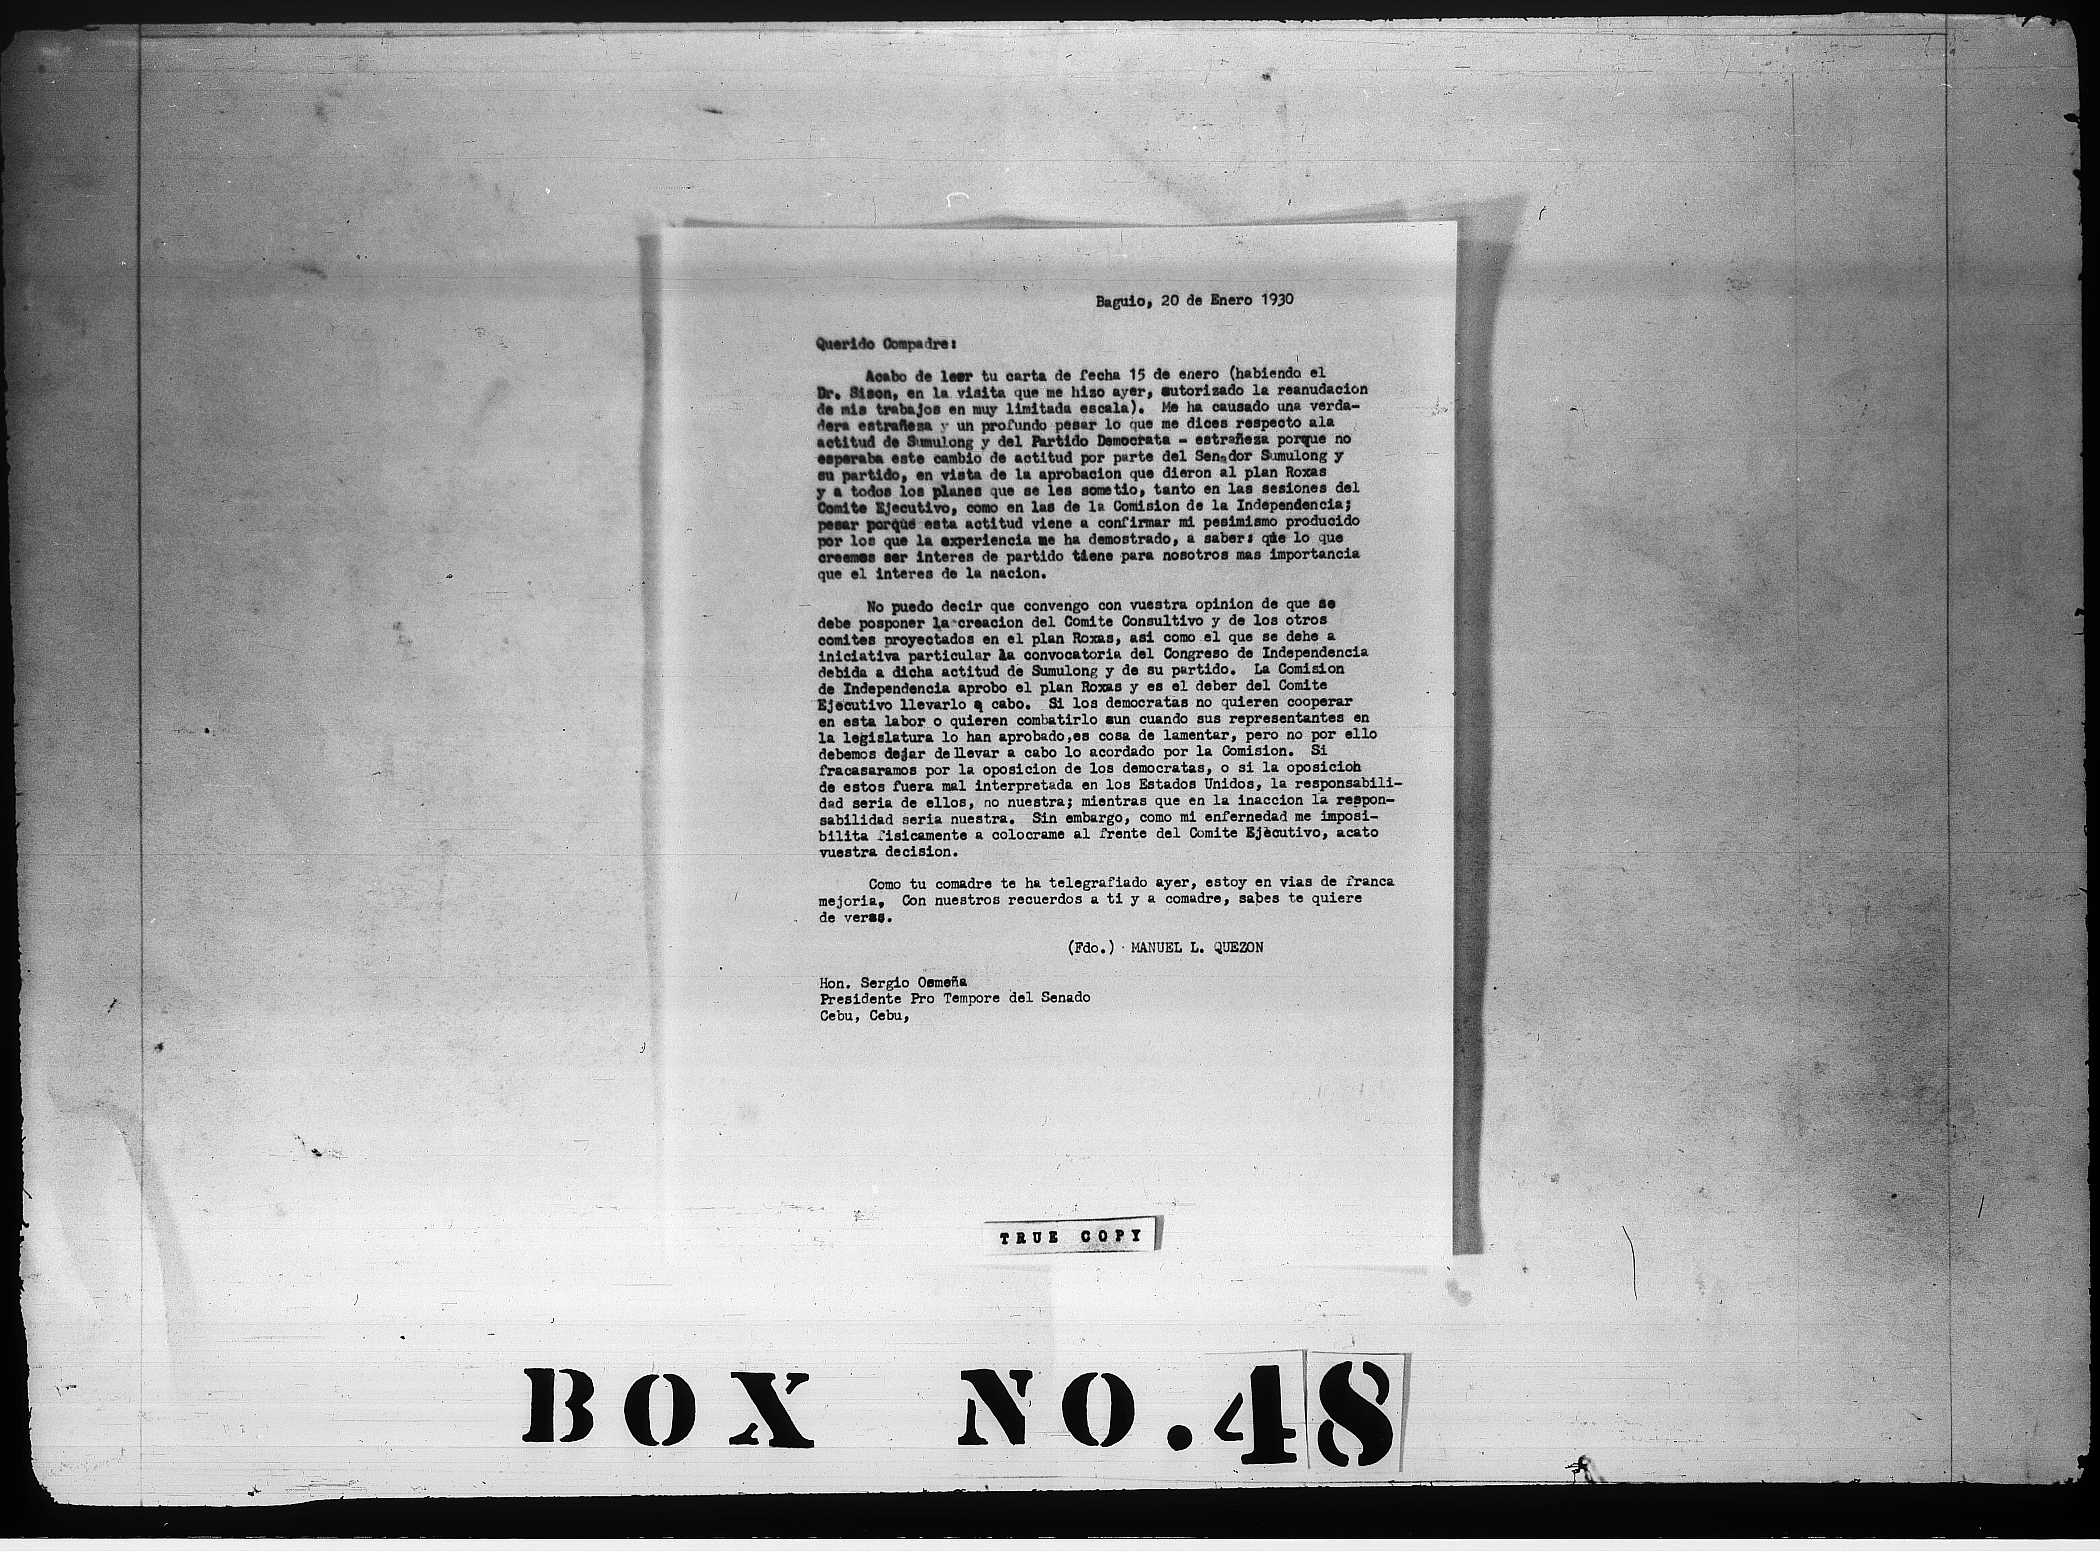 Baguio, 20 de Enero 1930
Querido Compadre:
Acabo de leer tu carta de fecha 15 de enero (habiendo el
Dr. Sison, en la visita que me hizo ayer, autorizado la reanudacion
de mis trabajos en muy limitada escala). Me ha causado una verda-
dera estrañeza y un profundo pesar lo que me dices respecto ala
actitud de Sumulong y del Partido Democrata - estrañeza porque no
esperaba este cambio de actitud por parte del Senador Sumulong y
su partido, en vista de la aprobacion que dieron al plan Roxas
y a todos los planes que se les sometio, tanto en las sesiones del
Comite Ejecutivo, como en las de la Comision de la Independencia;
pesar porque esta actitud viene a confirmar mi pesimismo producido
por los que la experiencia me ha demostrado, a saber: que lo que
creemos ser interes de partido tiene para nosotros mas importancia
que el interes de la nacion.
No puedo decir que convengo con vuestra opinion de que se
debe posponer la creacion del Comite Consultivo y de los otros
comites proyectados en el plan Roxas, asi como el que se dehe a
iniciativa particular la convocatoria del Congreso de Independencia
debida a dicha actitud de Sumulong y de su partido. La Comision
de Independencia aprobo el plan Roxas y es el deber del Comite
Ejecutivo llevarlo a cabo. Si los democratas no quieren cooperar
en esta labor o quieren combatirlo aun cuando sus representantes en
la legislatura lo han aprobado,es cosa de lamentar, pero no por ello
debemos dejar de llevar a cabo lo acordado por la Comision. Si
fracasaramos por la oposicion de los democratas, o si la oposicion
de estos fuera mal interpretada en los Estados Unidos, la responsabili-
dad seria de ellos, no nuestra; mientras que en la inaccion la respon-
sabilidad seria nuestra. Sin embargo, como mi enfernedad me imposi-
bilita fisicamente a colocrame al frente del Comite Ejecutivo, acato
vuestra decision.
Como tu comadre te ha telegrafiado ayer, estoy en vias de franca
mejoria. Con nuestros recuerdos a ti y a comadre, sabes te quiere
de veras.
(Fdo.) MANUEL L. QUEZON
Hon. Sergio Osmeña
Presidente Pro Tempore del Senado
Cebu, Cebu,
TRUE COPY
BOX NO.48